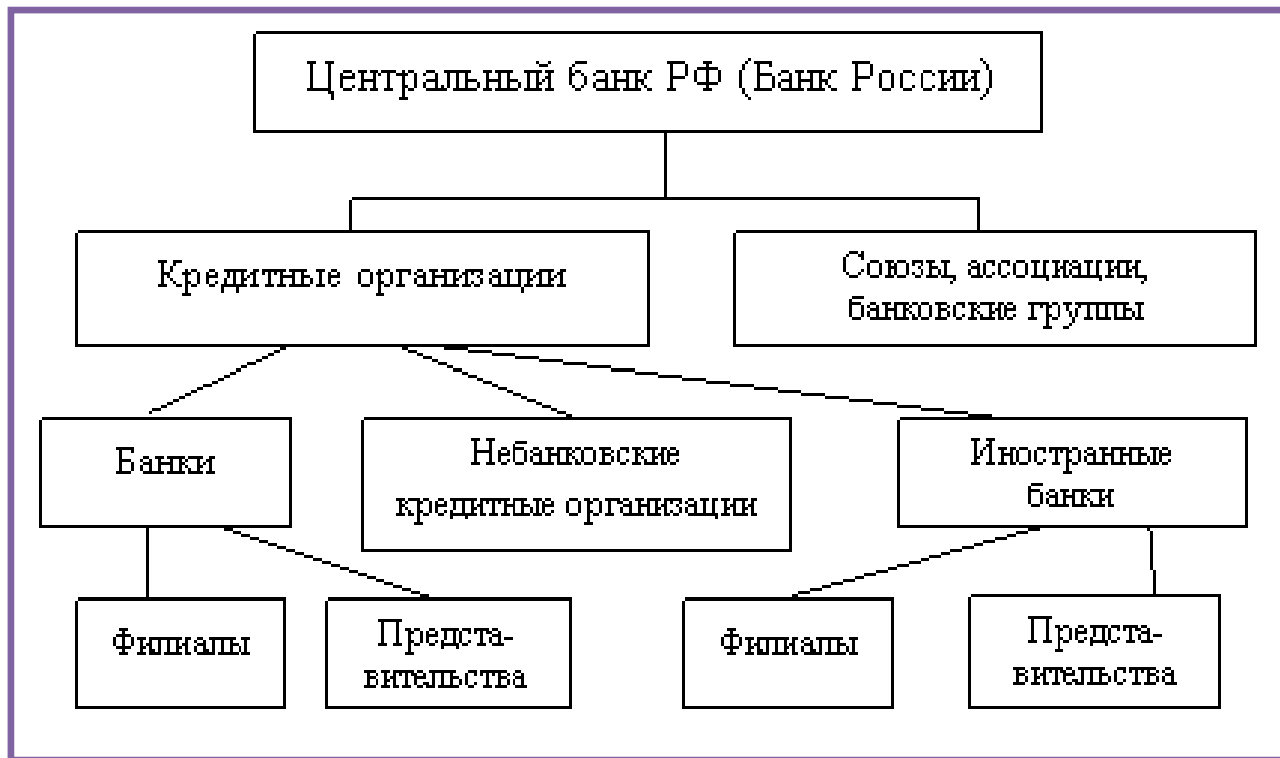 Центральный банк РФ (Банк России)
Кредитные организации
Союзы, ассоциации,
банковские группы
Банки
Небанковские
кредитные организации
Иностранные
банки
Филиалы
Предста-
вительства
Филиалы
Предста-
вительства